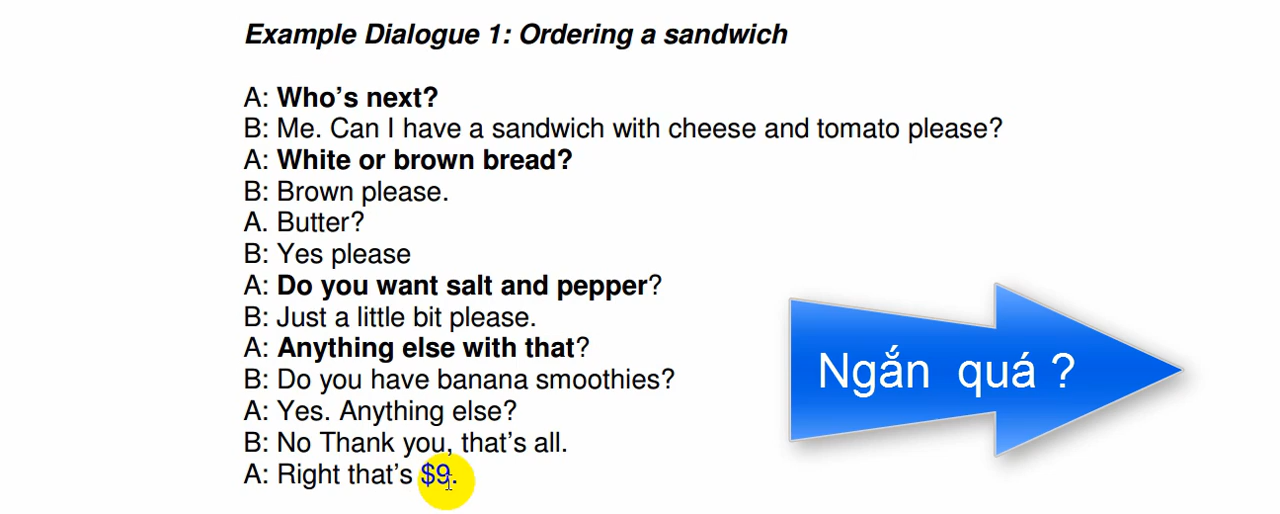 Example Dialogue 1: Ordering a sandwich
A: Who's next?
B: Me. Can I have a sandwich with cheese and tomato please?
A: White or brown bread?
B: Brown please.
A. Butter?
B: Yes please
A: Do you want salt and pepper?
B: Just a little bit please.
A: Anything else with that?
B: Do you have banana smoothies?
A: Yes. Anything else?
B: No Thank you, that's all.
A: Right that's $9.
Ngắn quá ?